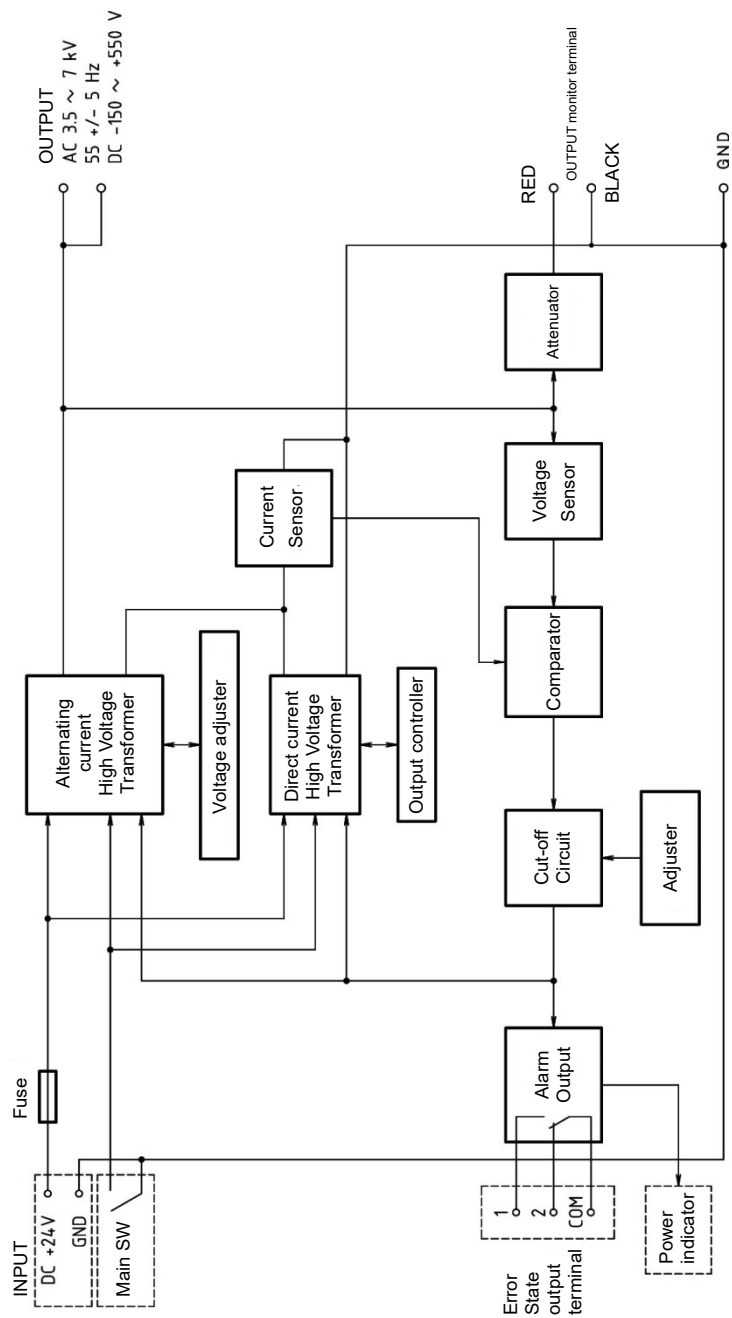 INPUT
DC +24V
GND
Main SW
Fuse
Alternating
current
High Voltage
Transformer
Voltage adjuster
Direct current
High Voltage
Transformer
Output controller
Current
Sensor
OUTPUT
AC 3.5 ~ 7 kV
55 +/- 5 Hz
DC -150 ~ +550 V
Error
State
output
terminal
1
2
COM
Alarm
Output
Power
indicator
Cut-off
Circuit
Adjuster
Comparator
Voltage
Sensor
Attenuator
RED
OUTPUT monitor terminal
BLACK
GND